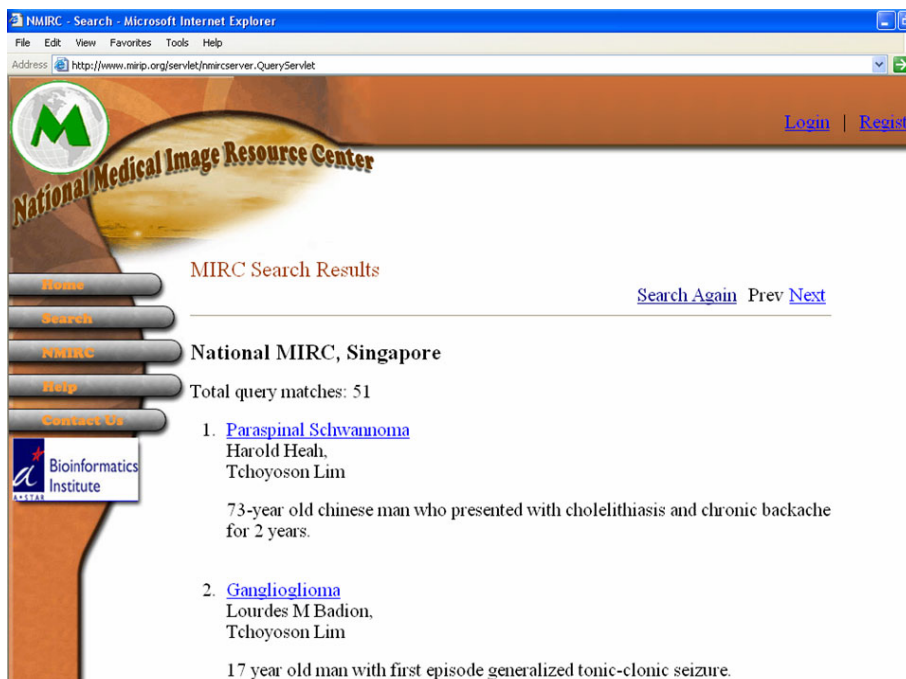 NMIRC - Search - Microsoft Internet Explorer
File Edit View Favorites Tools Help
Address http://www.mirip.org/servlet/nmircserver.QueryServlet
M
Login | Regist
National Medical Image Resource Center
MIRC Search Results
Home
Search Again Prev Next
Search
NMIRC
National MIRC, Singapore
Help
Total query matches: 51
Contact Us
1. Paraspinal Schwannoma
Harold Heah,
Tchoyoson Lim
a*
Bioinformatics
Institute
A*STAR
73-year old chinese man who presented with cholelithiasis and chronic backache
for 2 years.
2. Ganglioglioma
Lourdes M Badion,
Tchoyoson Lim
17 year old man with first episode generalized tonic-clonic seizure.